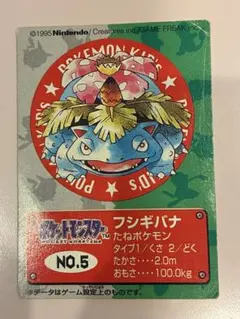 ©1995 Nintendo/Creatures inc./GAME FREAK inc.
POKEMON KID'S
ポケットモンスター TM
POCKET MONSTERS
NO.5
フシギバナ
たねポケモン
タイプ1/くさ 2/どく
たかさ‥‥2.0m
おもさ‥‥100.0kg
※データはゲーム設定上のものです。